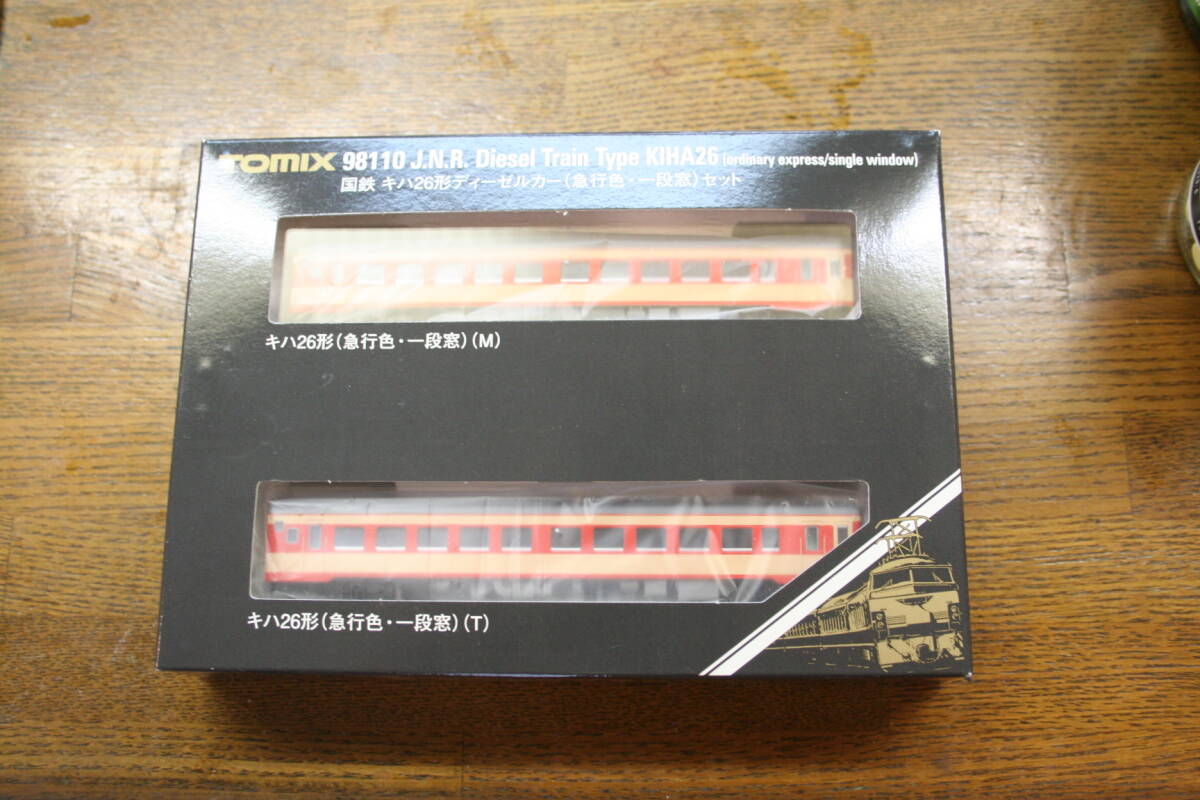 TOMIX 98110 J.N.R. Diesel Train Type KIHA26 (ordinary express/single window)
国鉄 キハ26形ディーゼルカー(急行色・一段窓)セット
キハ26形(急行色・一段窓)(M)
キハ26形(急行色・一段窓)(T)